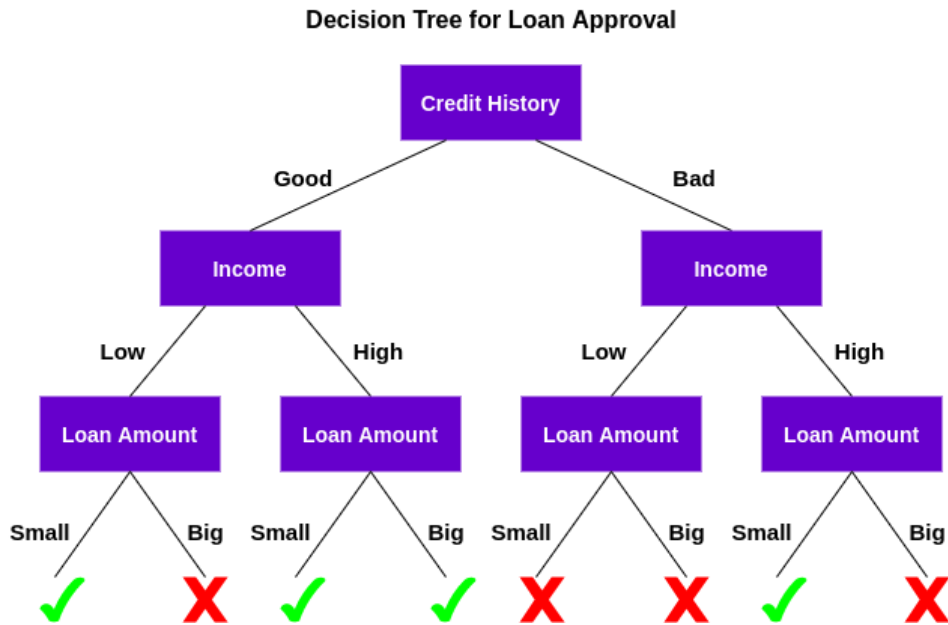 Decision Tree for Loan Approval
Credit History
Good
Bad
Income
Income
Low
High
Low
High
Loan Amount
Loan Amount
Loan Amount
Loan Amount
Small
Big
Small
Big
Small
Big
Small
Big